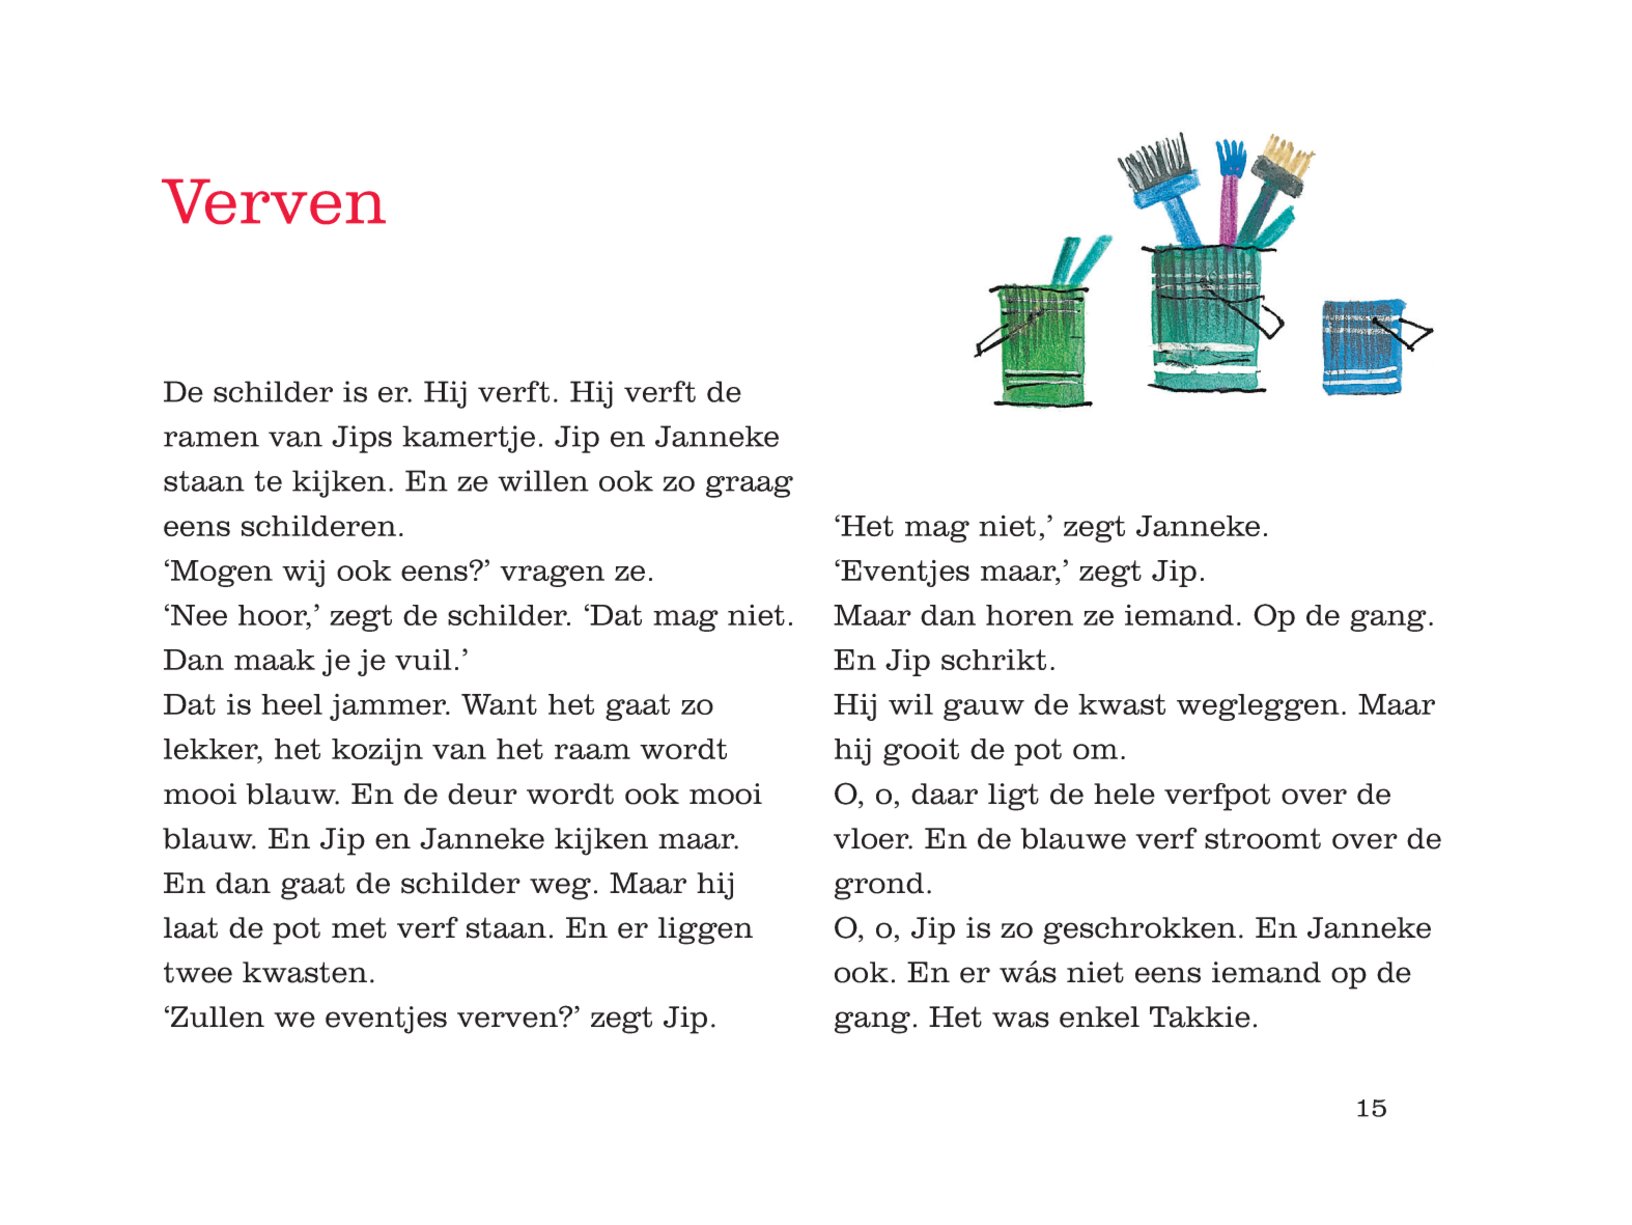 Verven
De schilder is er. Hij verft. Hij verft de
ramen van Jips kamertje. Jip en Janneke
staan te kijken. En ze willen ook zo graag
eens schilderen.
‘Mogen wij ook eens?’ vragen ze.
‘Nee hoor,’ zegt de schilder. ‘Dat mag niet.
Dan maak je je vuil.’
Dat is heel jammer. Want het gaat zo
lekker, het kozijn van het raam wordt
mooi blauw. En de deur wordt ook mooi
blauw. En Jip en Janneke kijken maar.
En dan gaat de schilder weg. Maar hij
laat de pot met verf staan. En er liggen
twee kwasten.
‘Zullen we eventjes verven?’ zegt Jip.
‘Het mag niet,’ zegt Janneke.
‘Eventjes maar,’ zegt Jip.
Maar dan horen ze iemand. Op de gang.
En Jip schrikt.
Hij wil gauw de kwast wegleggen. Maar
hij gooit de pot om.
O, o, daar ligt de hele verfpot over de
vloer. En de blauwe verf stroomt over de
grond.
O, o, Jip is zo geschrokken. En Janneke
ook. En er wás niet eens iemand op de
gang. Het was enkel Takkie.
15